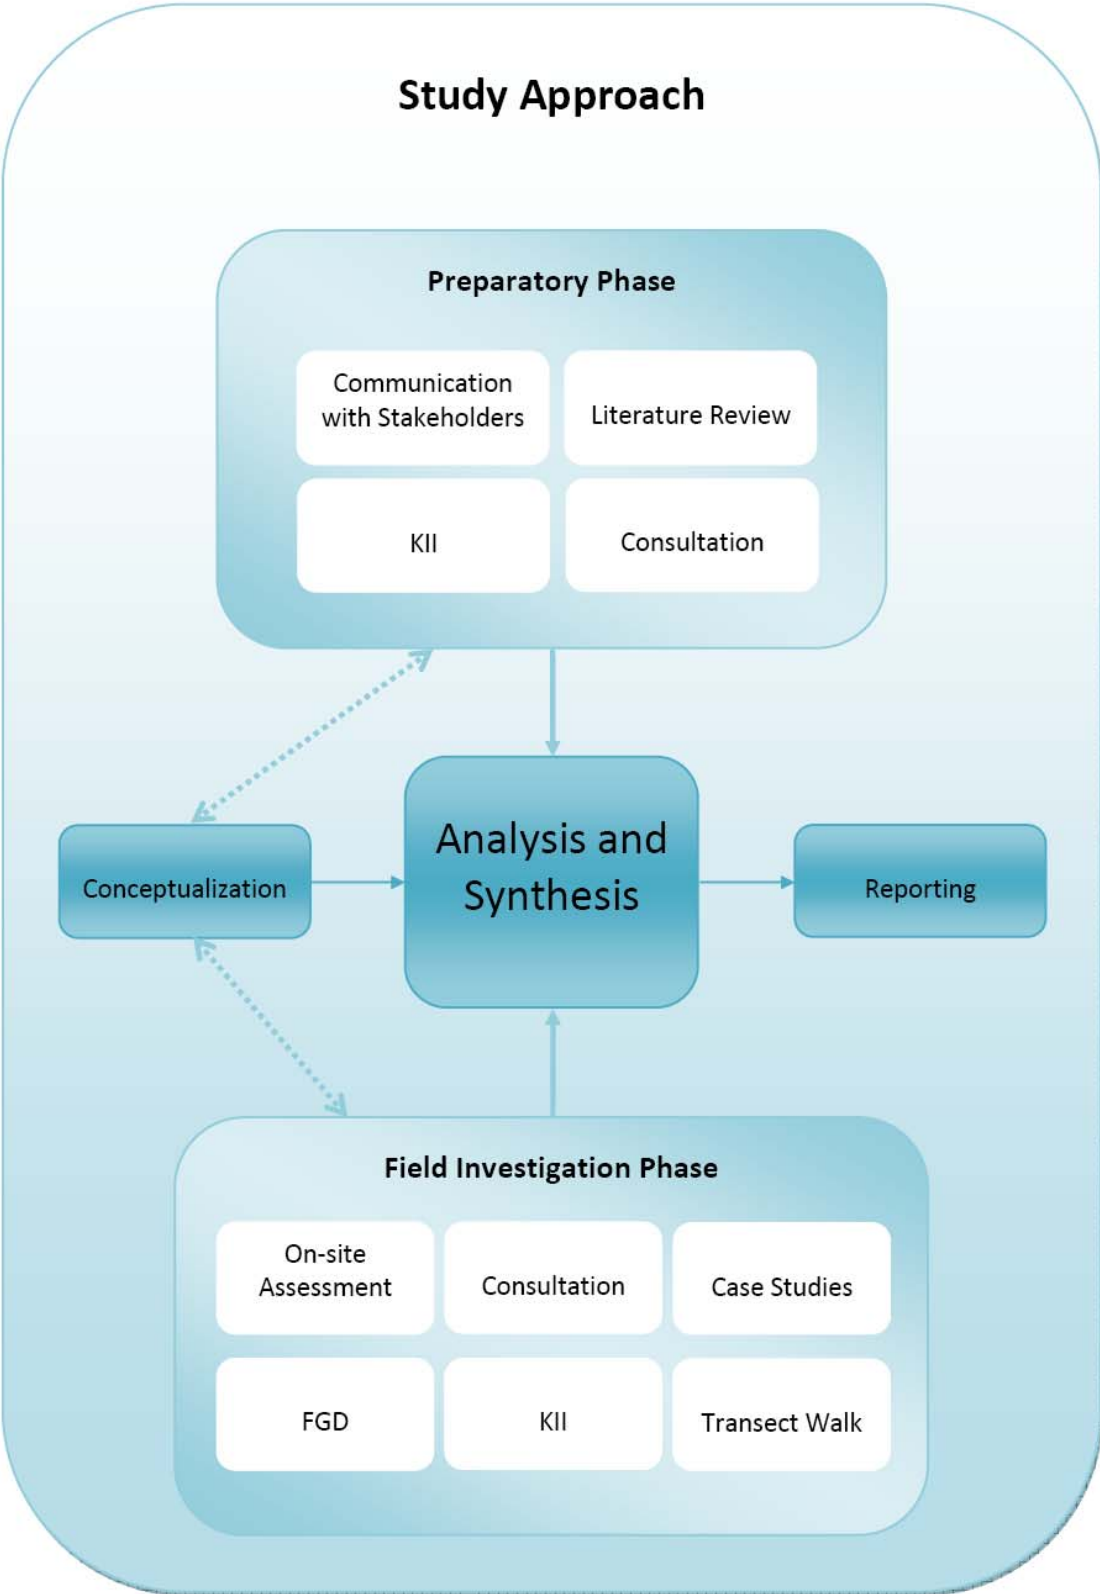 Study Approach
Preparatory Phase
Communication
with Stakeholders
Literature Review
KII
Consultation
Analysis and
Synthesis
Conceptualization
Reporting
Field Investigation Phase
On-site
Assessment
Consultation
Case Studies
FGD
KII
Transect Walk